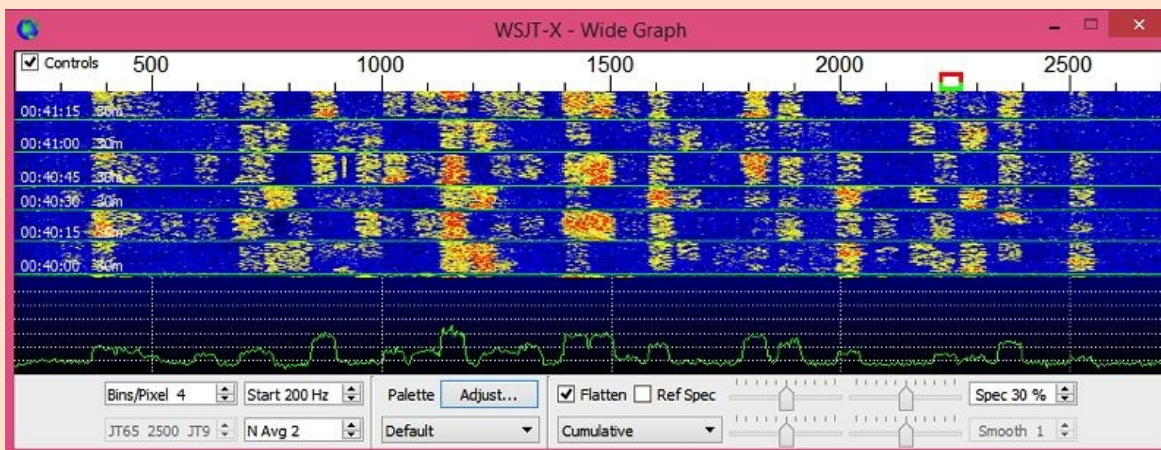 WSJT-X - Wide Graph
Controls 500 1000 1500 2000 2500
00:41:15 30m
00:41:00 30m
00:40:45 30m
00:40:30 30m
00:40:15 30m
00:40:00 30m
Bins/Pixel 4 Start 200 Hz Palette Adjust... Flatten Ref Spec Spec 30 %
JT65 2500 JT9 N Avg 2 Default Cumulative Smooth 1